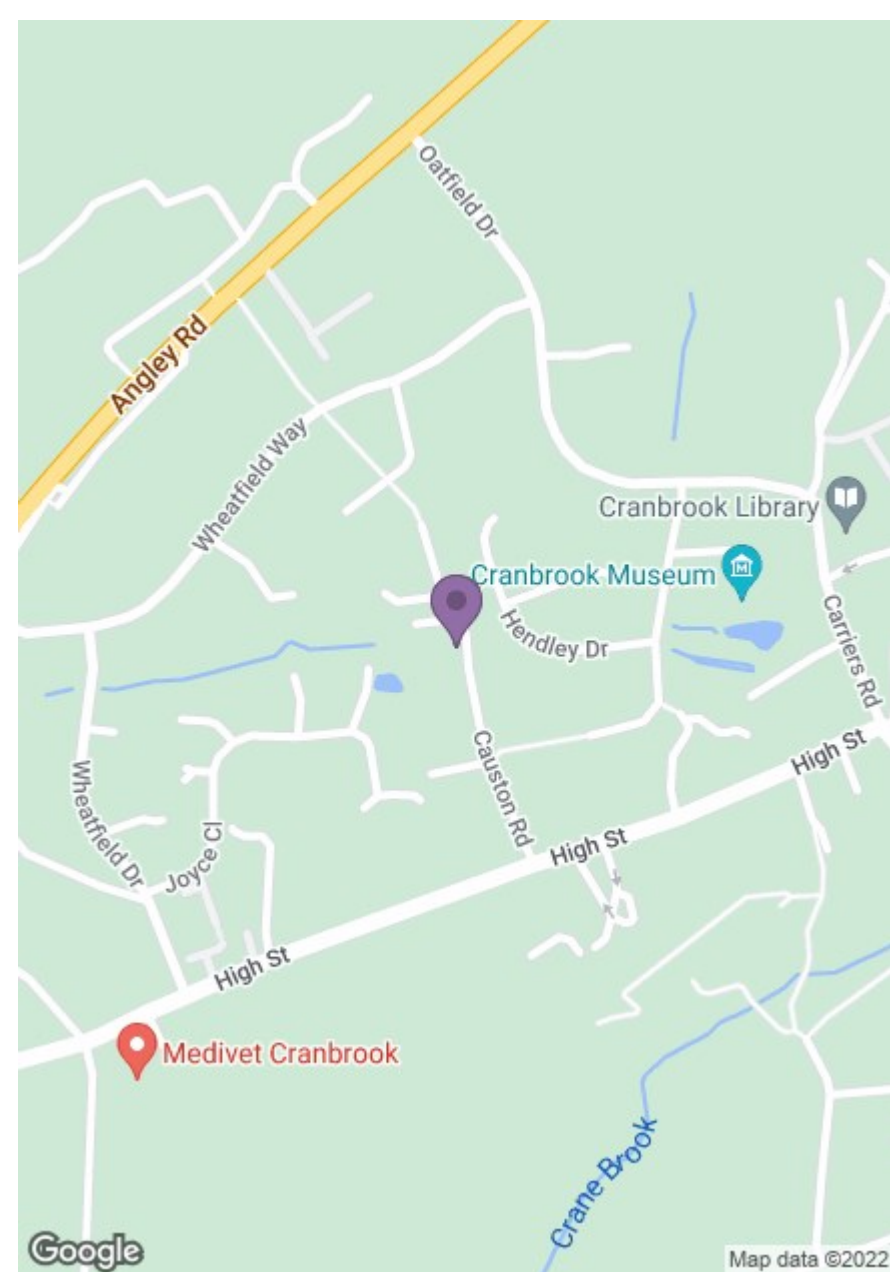 Oatfield Dr
Angley Rd
Wheatfield Way
Cranbrook Library
Cranbrook Museum
Hendley Dr
Carriers Rd
Causton Rd
High St
Wheatfield Dr
Joyce Cl
High St
High St
Medivet Cranbrook
Crane Brook
Google
Map data ©2022